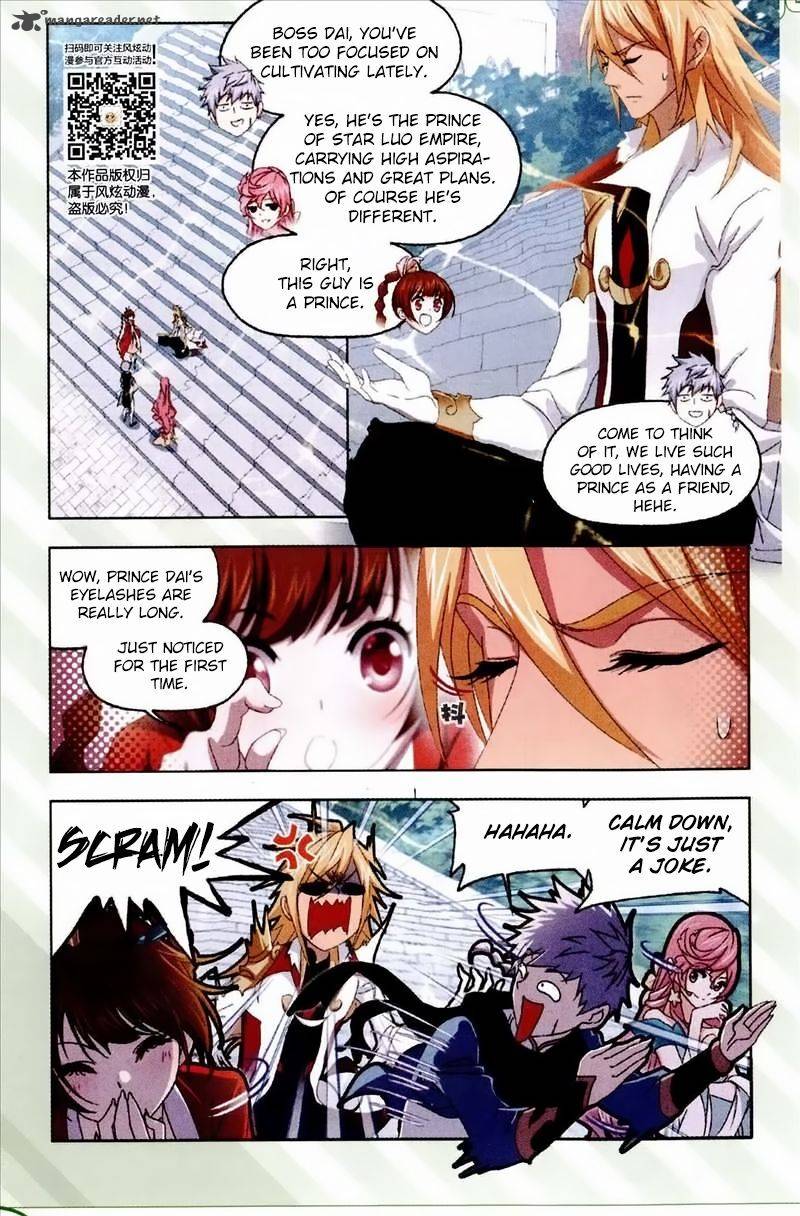 mangareader.net
扫码即可关注风炫动
漫参与官方互动活动。
本作品版权归
属于风炫动漫，
盗版必究！
BOSS DAI, YOU'VE
BEEN TOO FOCUSED ON
CULTIVATING LATELY.
YES, HE'S THE PRINCE
OF STAR LUO EMPIRE,
CARRYING HIGH ASPIRA-
TIONS AND GREAT PLANS.
OF COURSE HE'S
DIFFERENT.
RIGHT,
THIS GUY IS
A PRINCE.
COME TO THINK
OF IT, WE LIVE SUCH
GOOD LIVES, HAVING A
PRINCE AS A FRIEND,
HEHE.
WOW, PRINCE DAI'S
EYELASHES ARE
REALLY LONG.
JUST NOTICED
FOR THE FIRST
TIME.
抖
SCRAM!
HAHAHA.
CALM DOWN,
IT'S JUST
A JOKE.